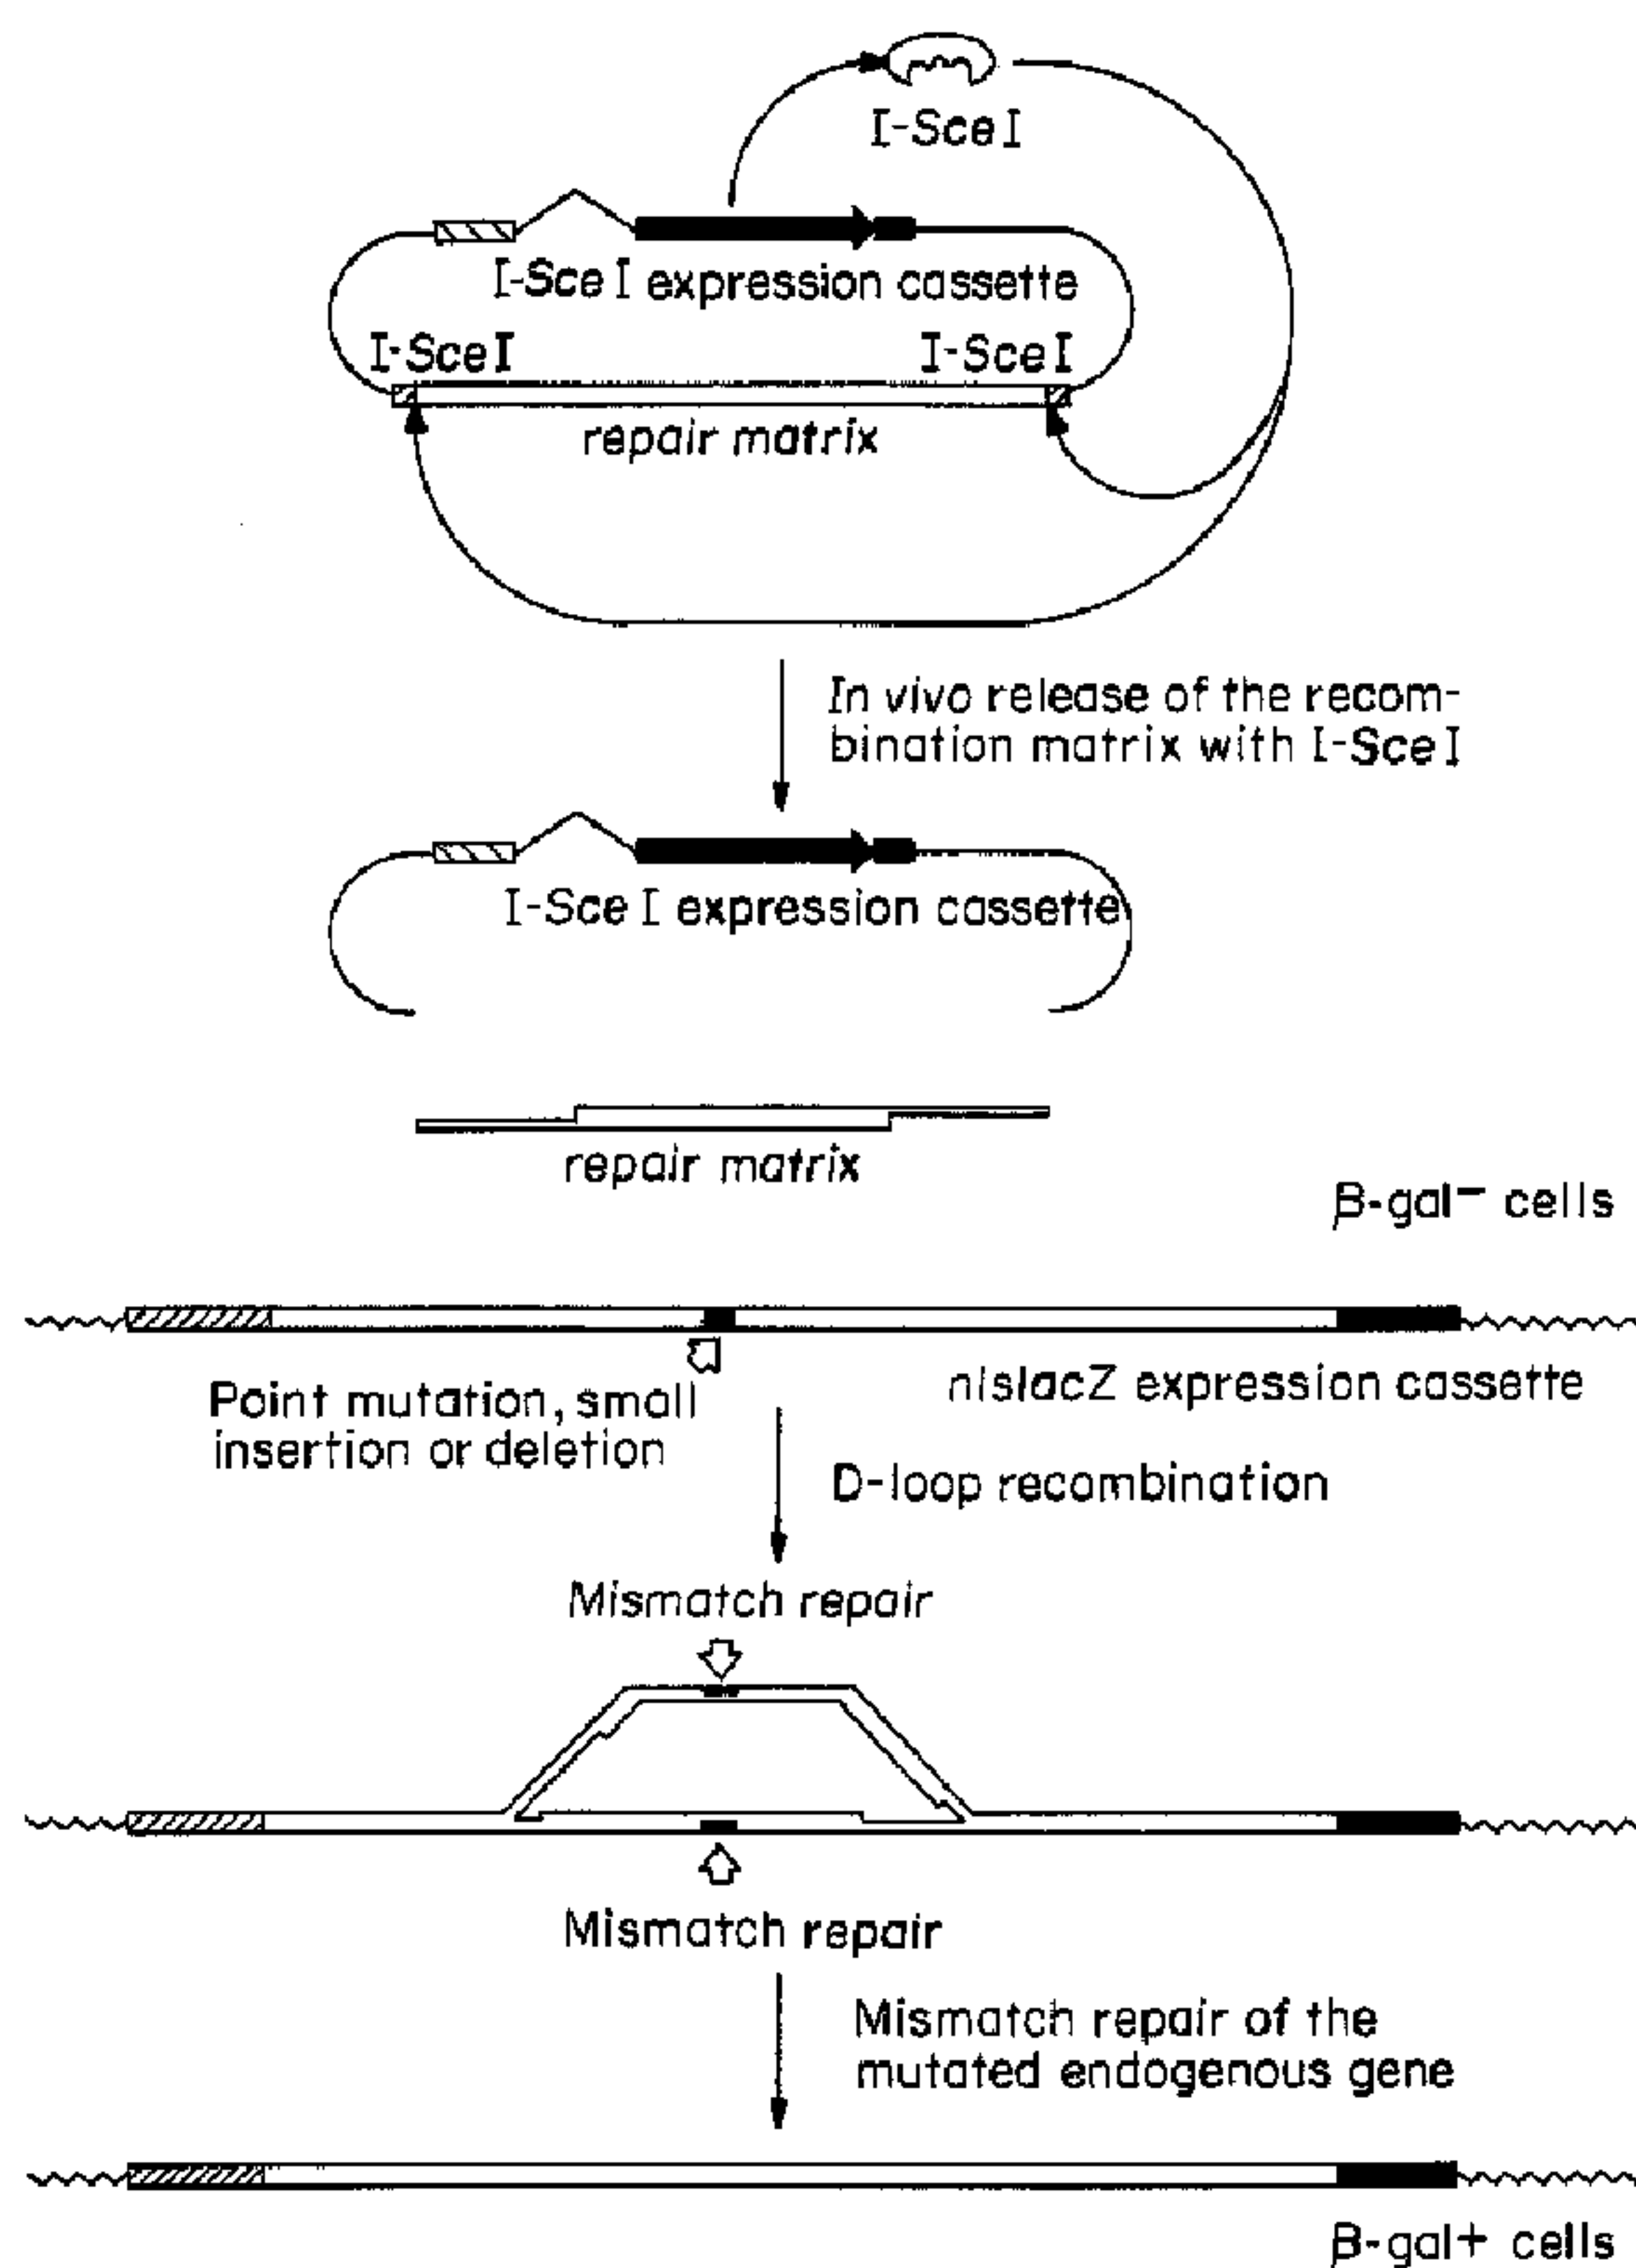 I-SceI
I-SceI expression cassette
I-SceI I-SceI
repair matrix
In vivo release of the recom-
bination matrix with I-SceI
I-SceI expression cassette
repair matrix
β-gal− cells
Point mutation, small
insertion or deletion
nlslacZ expression cassette
D-loop recombination
Mismatch repair
Mismatch repair
Mismatch repair of the
mutated endogenous gene
β-gal+ cells